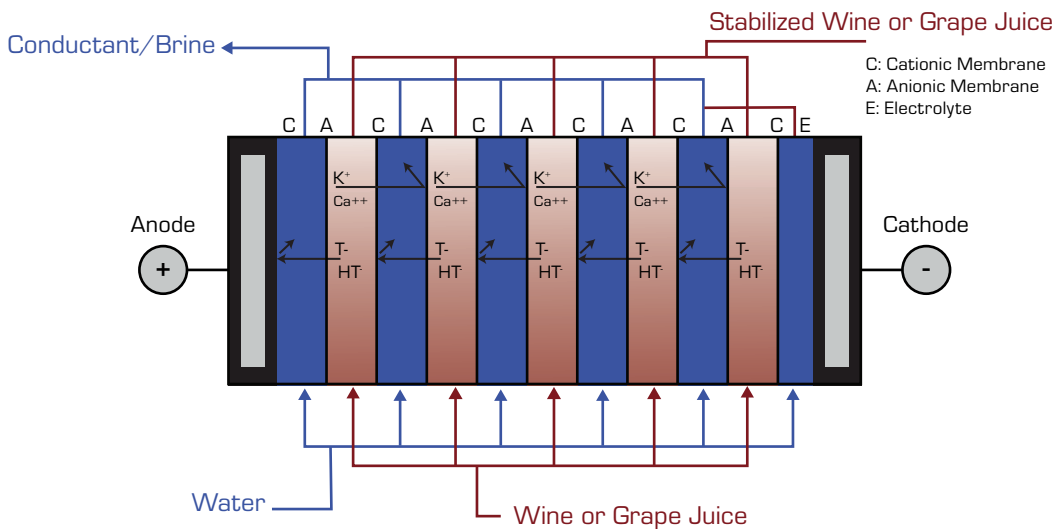 Stabilized Wine or Grape Juice
Conductant/Brine
C: Cationic Membrane
A: Anionic Membrane
E: Electrolyte
C A C A C A C A C A C E
K+ K+ K+ K+
Ca++ Ca++ Ca++ Ca++
Anode
Cathode
T- T- T- T- T-
+
-
HT- HT- HT- HT- HT-
Water
Wine or Grape Juice